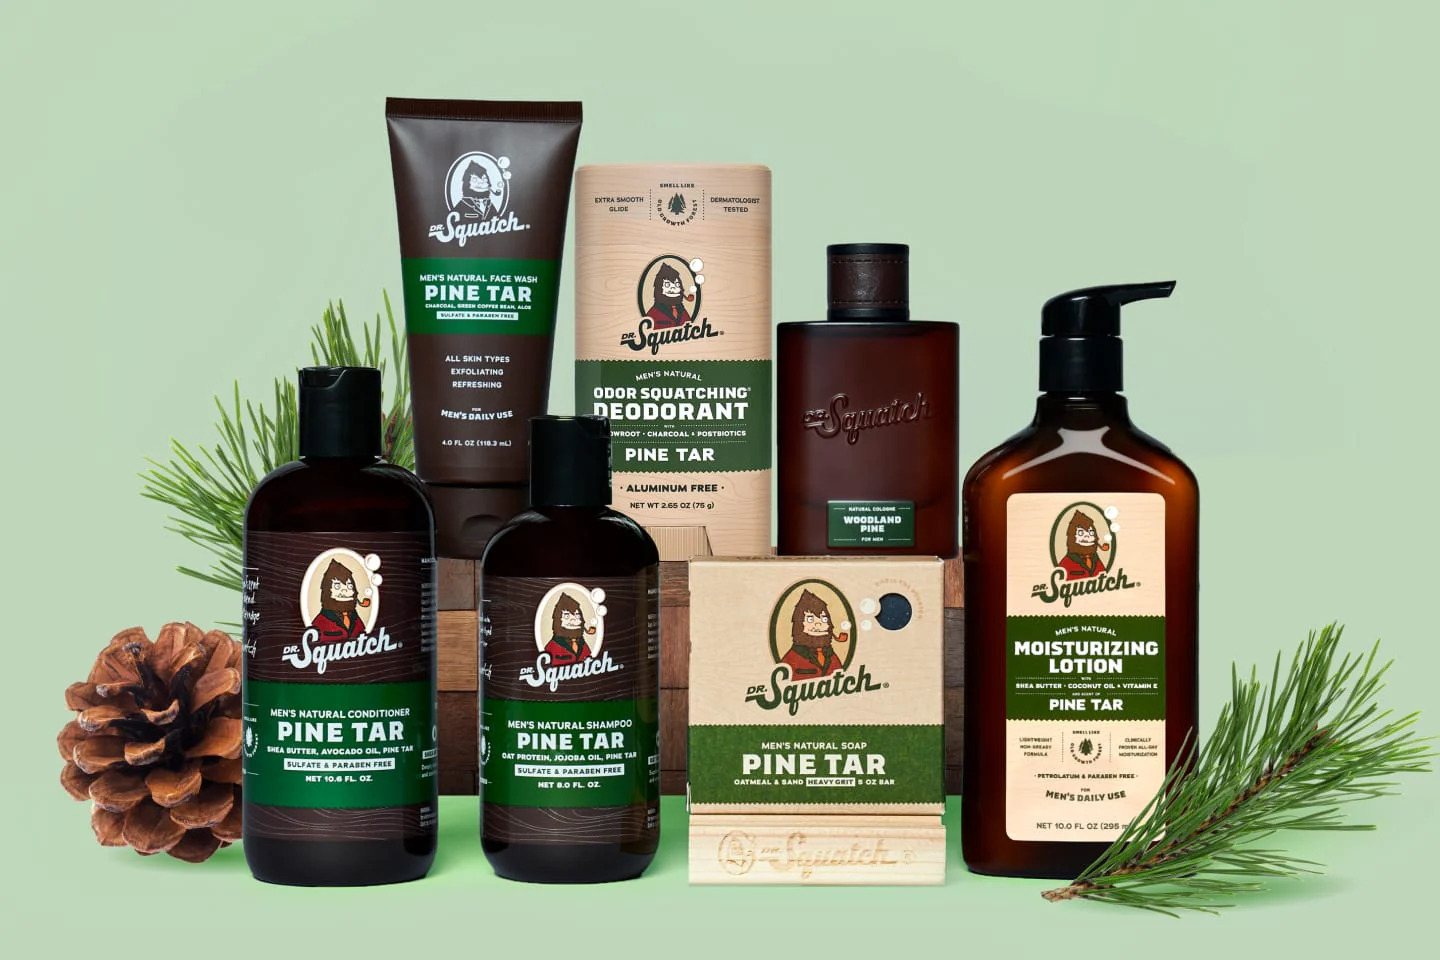 DR. Squatch®
MEN'S NATURAL FACE WASH
PINE TAR
CHARCOAL, GREEN COFFEE BEAN, ALOE
SULFATE & PARABEN FREE
ALL SKIN TYPES
EXFOLIATING
REFRESHING
FOR
MEN'S DAILY USE
4.0 FL OZ (118.3 mL)
EXTRA SMOOTH
GLIDE
SMELL LIKE
OLD GROWTH FOREST
DERMATOLOGIST
TESTED
DR. Squatch®
MEN'S NATURAL
ODOR SQUATCHING®
DEODORANT
WITH
CHARCOAL + POSTBIOTICS
PINE TAR
· ALUMINUM FREE ·
NET WT 2.65 OZ (75 g)
DR. Squatch
NATURAL COLOGNE
WOODLAND
PINE
FOR MEN
DR. Squatch®
MEN'S NATURAL
MOISTURIZING
LOTION
WITH
SHEA BUTTER · COCONUT OIL + VITAMIN E
AND SCENT OF
PINE TAR
LIGHTWEIGHT
NON-GREASY
FORMULA
SMELL LIKE
OLD GROWTH FOREST
CLINICALLY
PROVEN ALL-DAY
MOISTURIZATION
· PETROLATUM & PARABEN FREE ·
FOR
MEN'S DAILY USE
NET 10.0 FL OZ (295
DR. Squatch®
MEN'S NATURAL CONDITIONER
PINE TAR
SHEA BUTTER, AVOCADO OIL, PINE TAR
SULFATE & PARABEN FREE
NET 10.6 FL. OZ.
DR. Squatch®
MEN'S NATURAL SHAMPOO
PINE TAR
OAT PROTEIN, JOJOBA OIL, PINE TAR
SULFATE & PARABEN FREE
NET 8.0 FL. OZ.
DR. Squatch®
MEN'S NATURAL SOAP
PINE TAR
OATMEAL & SAND HEAVY GRIT 5 OZ BAR
DR. Squatch